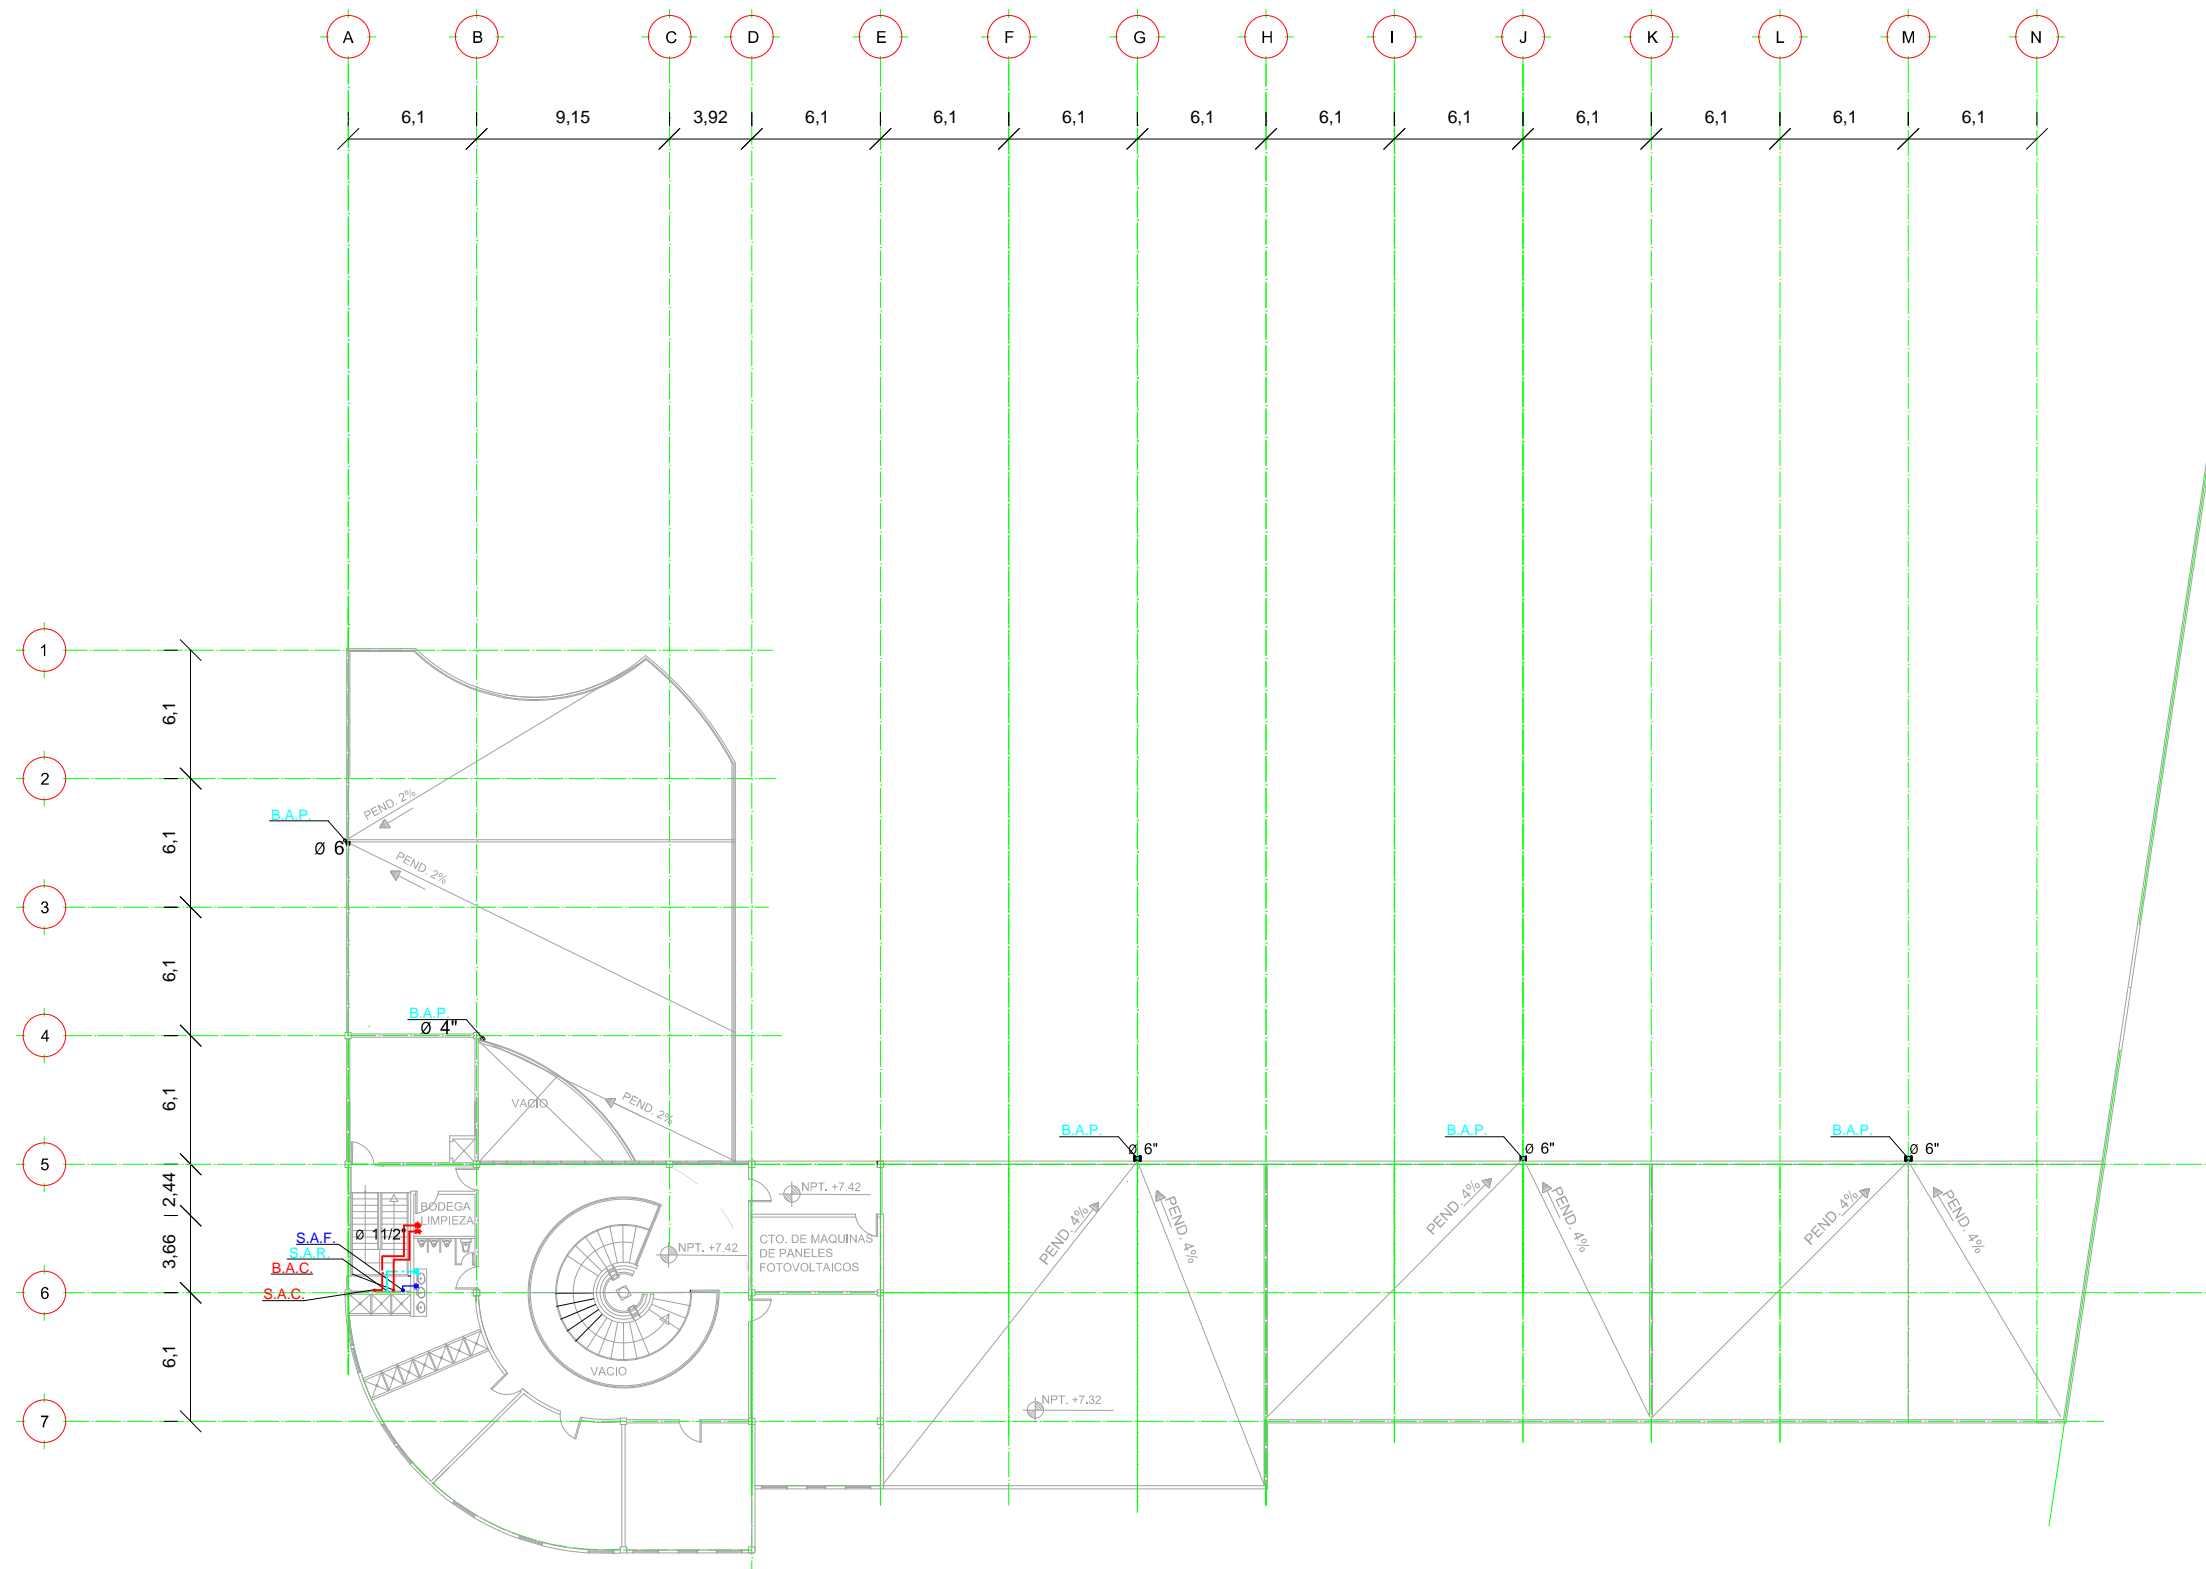 A B C D E F G H I J K L M N
6,1 9,15 3,92 6,1 6,1 6,1 6,1 6,1 6,1 6,1 6,1 6,1 6,1
1
6,1
2
PEND. 2%
B.A.P.
Ø 6"
6,1
PEND. 2%
3
6,1
B.A.P.
Ø 4"
4
6,1
VACIO
PEND. 2%
B.A.P.
Ø 6"
B.A.P.
Ø 6"
B.A.P.
Ø 6"
5
2,44
NPT. +7.42
BODEGA
LIMPIEZA
Ø 11/2"
PEND. 4%
PEND. 4%
PEND. 4%
PEND. 4%
PEND. 4%
PEND. 4%
3,66
S.A.F.
S.A.R.
B.A.C.
S.A.C.
NPT. +7.42
CTO. DE MAQUINAS
DE PANELES
FOTOVOLTAICOS
6
6,1
VACIO
NPT. +7.32
7